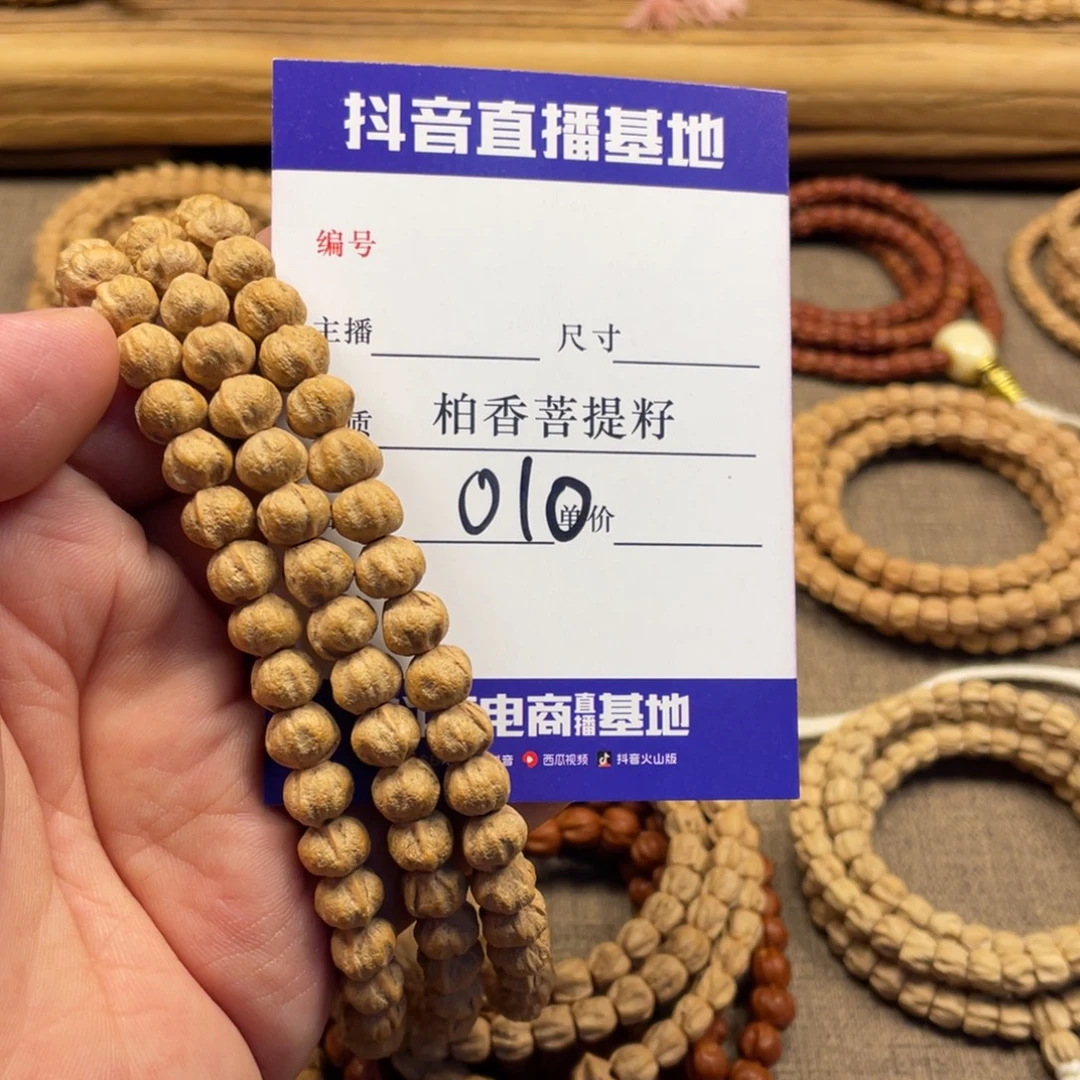 抖音直播基地
编号
主播 尺寸
质 柏香菩提籽
010 单价
电商直播基地
音 西瓜视频 抖音火山版